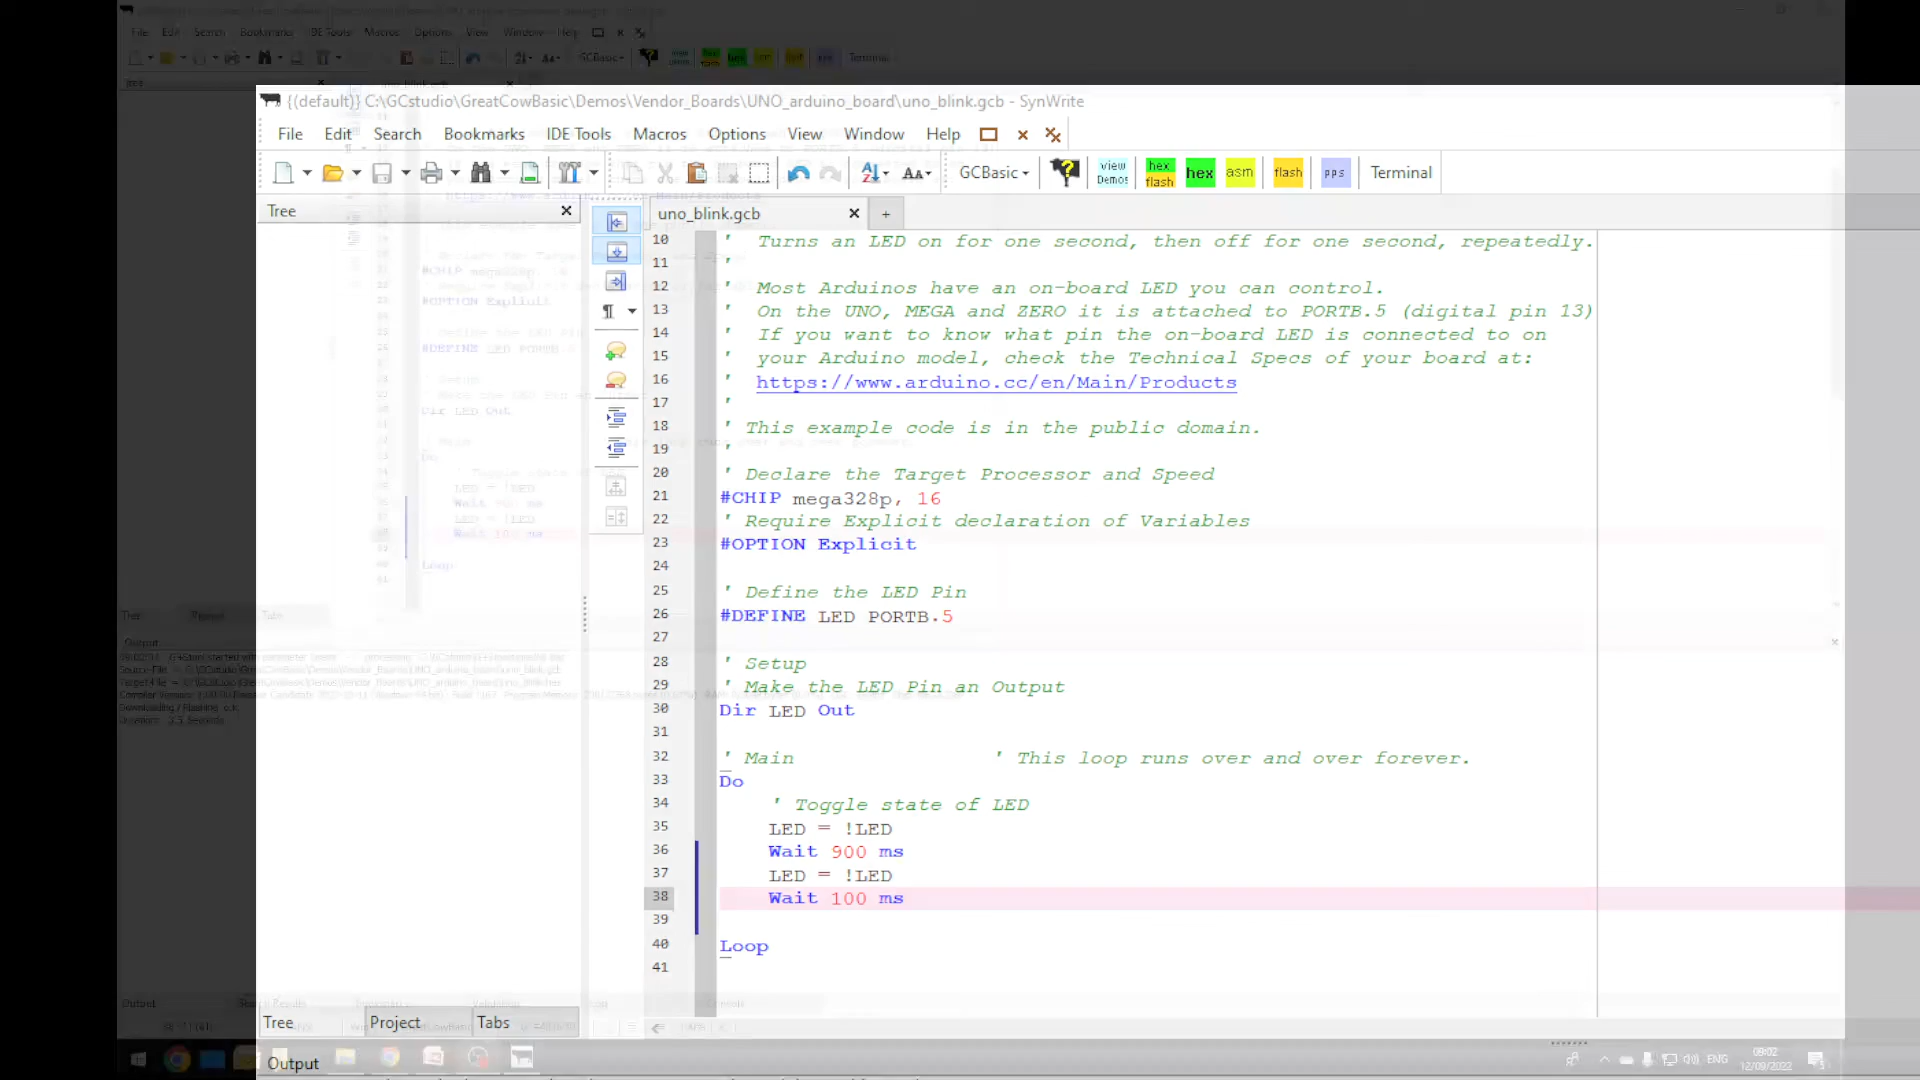 {(default)} C:\GCstudio\GreatCowBasic\Demos\Vendor_Boards\UNO_arduino_board\uno_blink.gcb - SynWrite
File Edit Search Bookmarks IDE Tools Macros Options View Window Help
GCBasic view Demos hex flash hex asm flash pps Terminal
Tree
uno_blink.gcb
10 '  Turns an LED on for one second, then off for one second, repeatedly.
11 '
12 '  Most Arduinos have an on-board LED you can control.
13 '  On the UNO, MEGA and ZERO it is attached to PORTB.5 (digital pin 13)
14 '  If you want to know what pin the on-board LED is connected to on
15 '  your Arduino model, check the Technical Specs of your board at:
16 '  https://www.arduino.cc/en/Main/Products
17 '
18 ' This example code is in the public domain.
19 '
20 ' Declare the Target Processor and Speed
21 #CHIP mega328p, 16
22 ' Require Explicit declaration of Variables
23 #OPTION Explicit
24
25 ' Define the LED Pin
26 #DEFINE LED PORTB.5
27
28 ' Setup
29 ' Make the LED Pin an Output
30 Dir LED Out
31
32 ' Main ' This loop runs over and over forever.
33 Do
34 ' Toggle state of LED
35 LED = !LED
36 Wait 900 ms
37 LED = !LED
38 Wait 100 ms
39
40 Loop
41
Tree Project Tabs
Output
ENG
09:02
12/09/2022